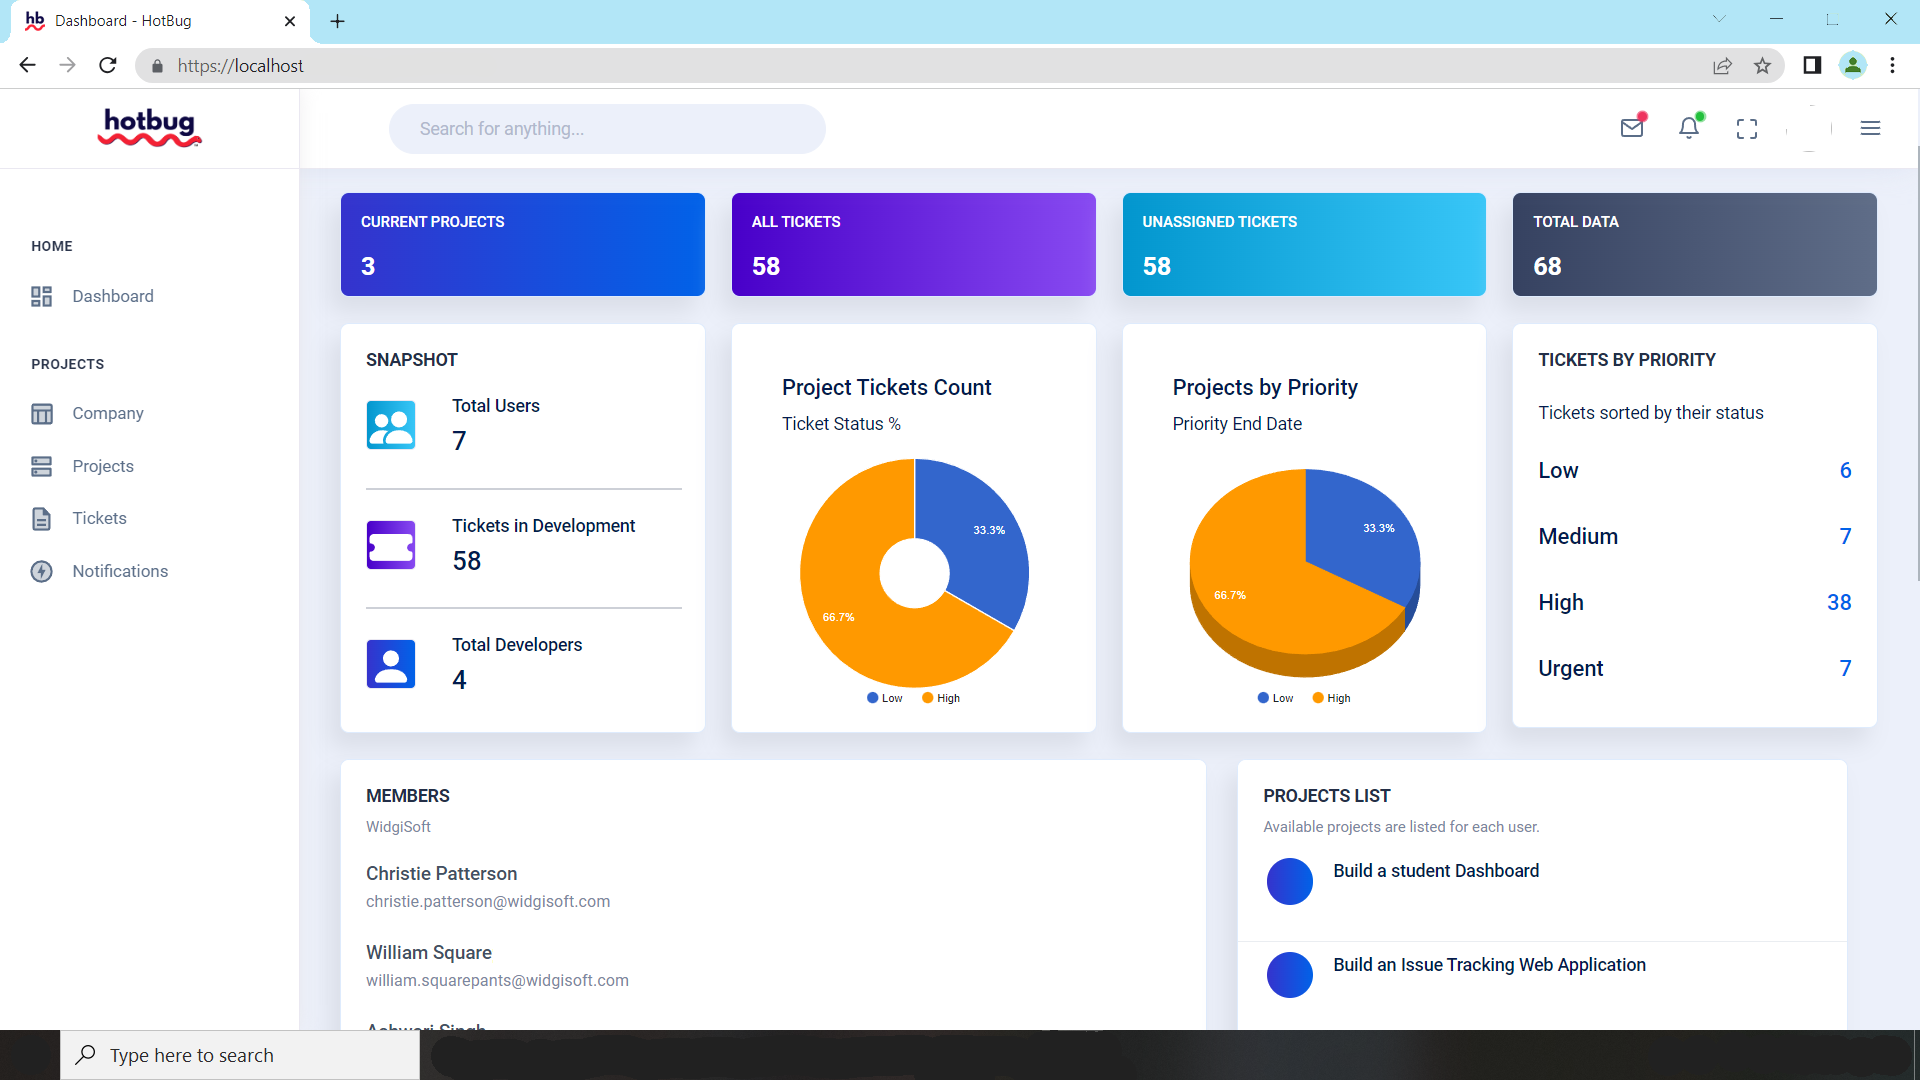 hb Dashboard - HotBug
https://localhost
hotbug
Search for anything...
HOME
Dashboard
PROJECTS
Company
Projects
Tickets
Notifications
CURRENT PROJECTS
3
ALL TICKETS
58
UNASSIGNED TICKETS
58
TOTAL DATA
68
SNAPSHOT
Total Users
7
Tickets in Development
58
Total Developers
4
Project Tickets Count
Ticket Status %
33.3%
66.7%
Low High
Projects by Priority
Priority End Date
33.3%
66.7%
Low High
TICKETS BY PRIORITY
Tickets sorted by their status
Low 6
Medium 7
High 38
Urgent 7
MEMBERS
WidgiSoft
Christie Patterson
christie.patterson@widgisoft.com
William Square
william.squarepants@widgisoft.com
PROJECTS LIST
Available projects are listed for each user.
Build a student Dashboard
Build an Issue Tracking Web Application
Type here to search